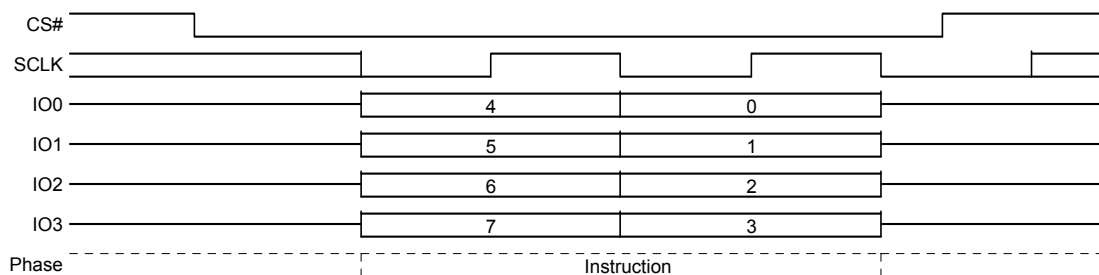 CS#
SCLK
IO0 4 0
IO1 5 1
IO2 6 2
IO3 7 3
Phase Instruction